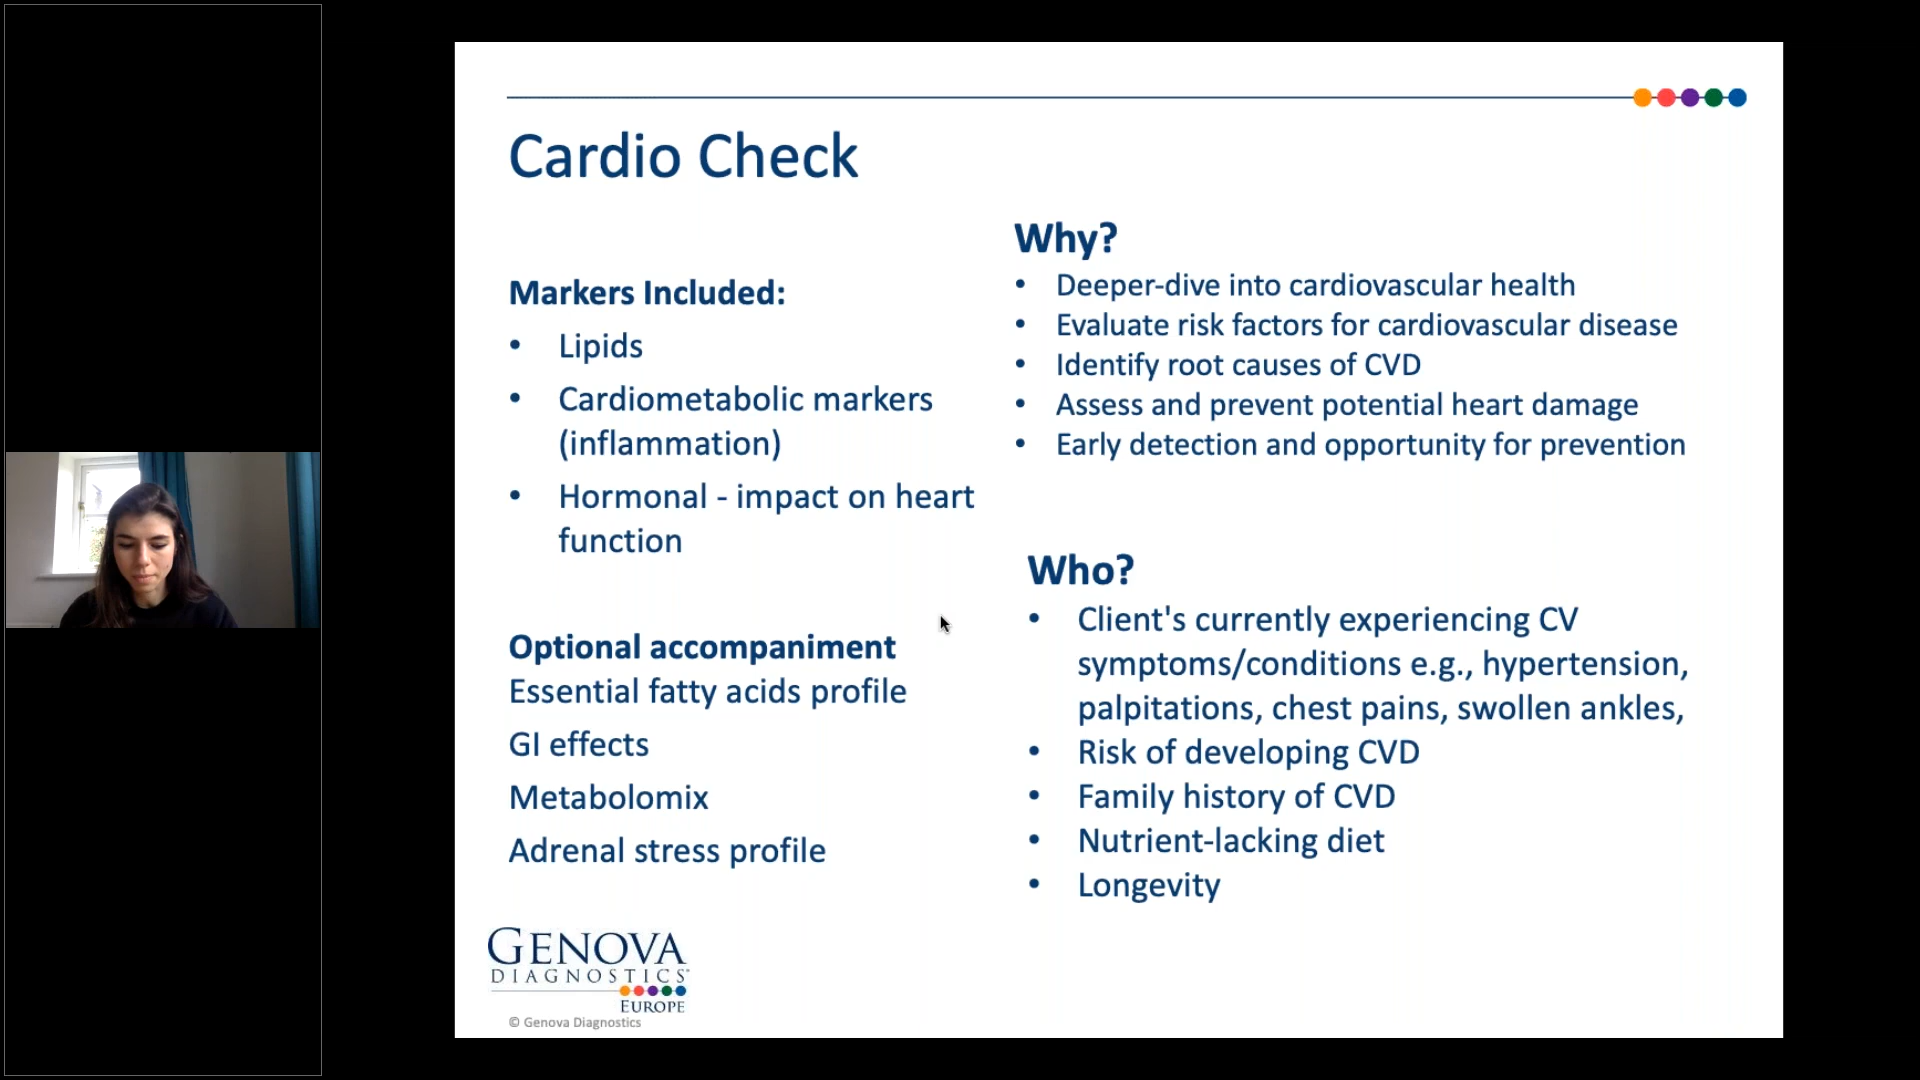 Cardio Check
Markers Included:
• Lipids
• Cardiometabolic markers
(inflammation)
• Hormonal - impact on heart
function
Optional accompaniment
Essential fatty acids profile
GI effects
Metabolomix
Adrenal stress profile
Why?
• Deeper-dive into cardiovascular health
• Evaluate risk factors for cardiovascular disease
• Identify root causes of CVD
• Assess and prevent potential heart damage
• Early detection and opportunity for prevention
Who?
• Client's currently experiencing CV
symptoms/conditions e.g., hypertension,
palpitations, chest pains, swollen ankles,
• Risk of developing CVD
• Family history of CVD
• Nutrient-lacking diet
• Longevity
GENOVA
DIAGNOSTICS
EUROPE
© Genova Diagnostics